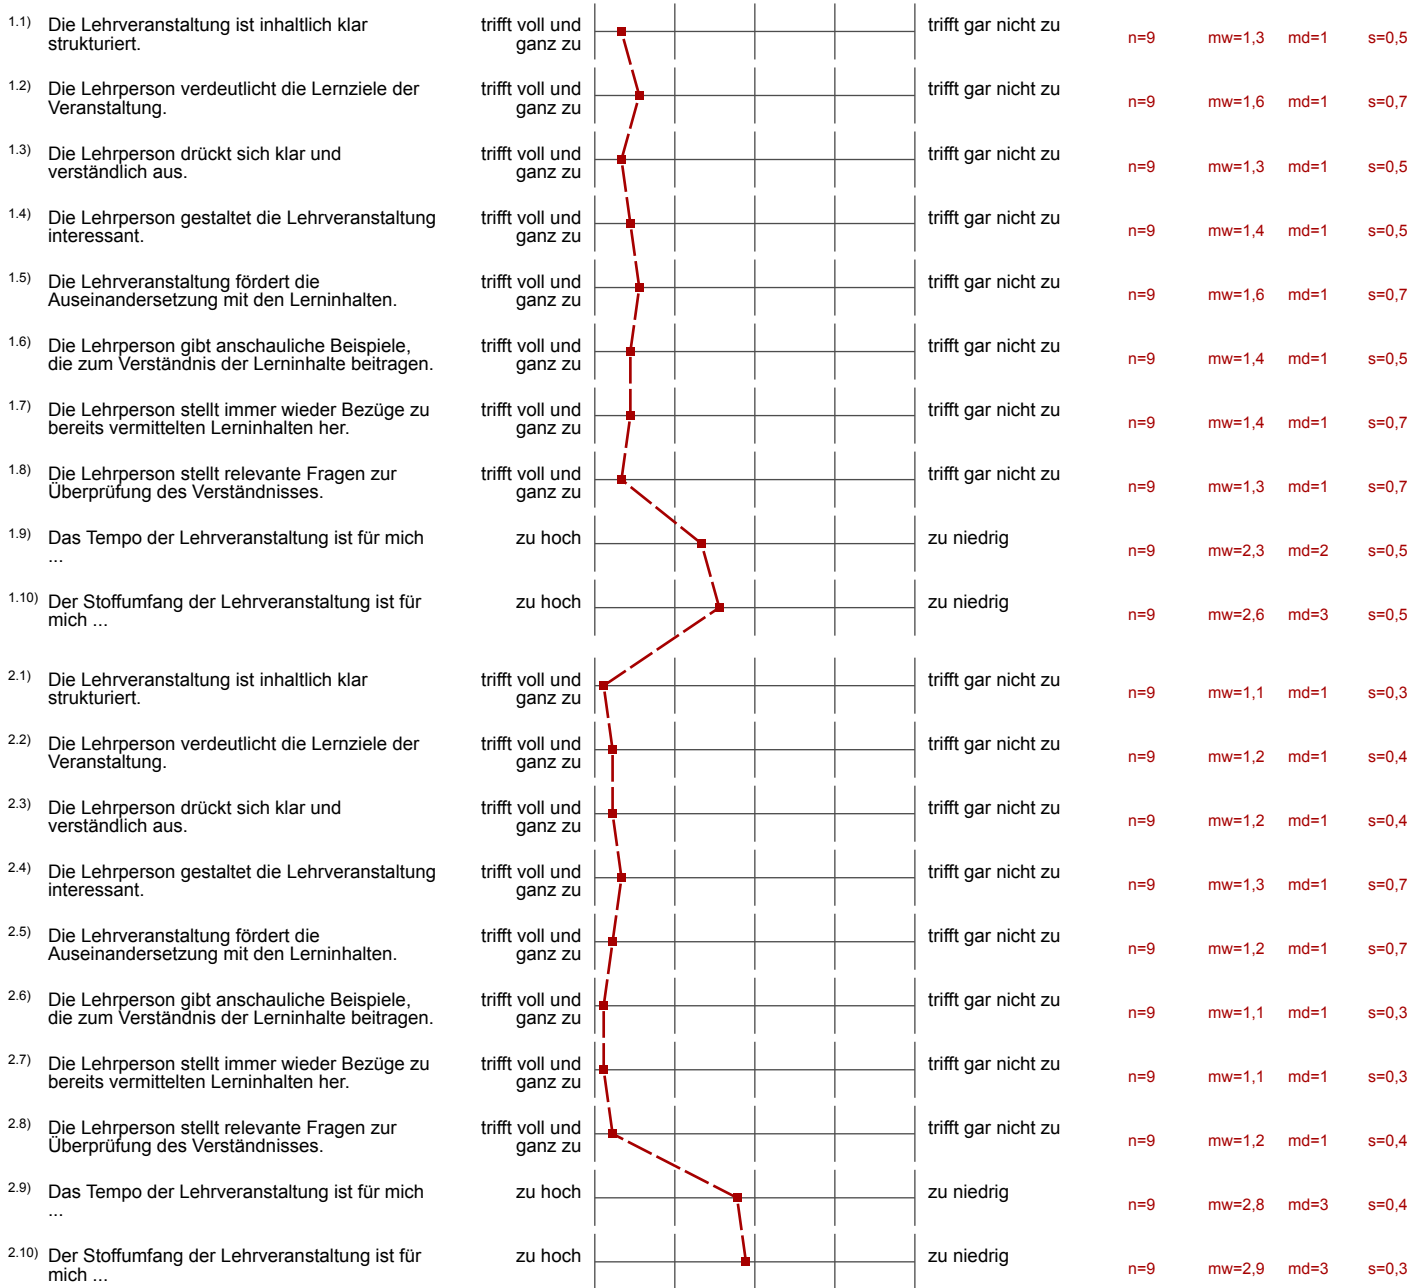 1.1) Die Lehrveranstaltung ist inhaltlich klar trifft voll und trifft gar nicht zu
strukturiert. ganz zu n=9 mw=1,3 md=1 s=0,5
1.2) Die Lehrperson verdeutlicht die Lernziele der trifft voll und trifft gar nicht zu
Veranstaltung. ganz zu n=9 mw=1,6 md=1 s=0,7
1.3) Die Lehrperson drückt sich klar und trifft voll und trifft gar nicht zu
verständlich aus. ganz zu n=9 mw=1,3 md=1 s=0,5
1.4) Die Lehrperson gestaltet die Lehrveranstaltung trifft voll und trifft gar nicht zu
interessant. ganz zu n=9 mw=1,4 md=1 s=0,5
1.5) Die Lehrveranstaltung fördert die trifft voll und trifft gar nicht zu
Auseinandersetzung mit den Lerninhalten. ganz zu n=9 mw=1,6 md=1 s=0,7
1.6) Die Lehrperson gibt anschauliche Beispiele, trifft voll und trifft gar nicht zu
die zum Verständnis der Lerninhalte beitragen. ganz zu n=9 mw=1,4 md=1 s=0,5
1.7) Die Lehrperson stellt immer wieder Bezüge zu trifft voll und trifft gar nicht zu
bereits vermittelten Lerninhalten her. ganz zu n=9 mw=1,4 md=1 s=0,7
1.8) Die Lehrperson stellt relevante Fragen zur trifft voll und trifft gar nicht zu
Überprüfung des Verständnisses. ganz zu n=9 mw=1,3 md=1 s=0,7
1.9) Das Tempo der Lehrveranstaltung ist für mich zu hoch zu niedrig
... n=9 mw=2,3 md=2 s=0,5
1.10) Der Stoffumfang der Lehrveranstaltung ist für zu hoch zu niedrig
mich ... n=9 mw=2,6 md=3 s=0,5
2.1) Die Lehrveranstaltung ist inhaltlich klar trifft voll und trifft gar nicht zu
strukturiert. ganz zu n=9 mw=1,1 md=1 s=0,3
2.2) Die Lehrperson verdeutlicht die Lernziele der trifft voll und trifft gar nicht zu
Veranstaltung. ganz zu n=9 mw=1,2 md=1 s=0,4
2.3) Die Lehrperson drückt sich klar und trifft voll und trifft gar nicht zu
verständlich aus. ganz zu n=9 mw=1,2 md=1 s=0,4
2.4) Die Lehrperson gestaltet die Lehrveranstaltung trifft voll und trifft gar nicht zu
interessant. ganz zu n=9 mw=1,3 md=1 s=0,7
2.5) Die Lehrveranstaltung fördert die trifft voll und trifft gar nicht zu
Auseinandersetzung mit den Lerninhalten. ganz zu n=9 mw=1,2 md=1 s=0,7
2.6) Die Lehrperson gibt anschauliche Beispiele, trifft voll und trifft gar nicht zu
die zum Verständnis der Lerninhalte beitragen. ganz zu n=9 mw=1,1 md=1 s=0,3
2.7) Die Lehrperson stellt immer wieder Bezüge zu trifft voll und trifft gar nicht zu
bereits vermittelten Lerninhalten her. ganz zu n=9 mw=1,1 md=1 s=0,3
2.8) Die Lehrperson stellt relevante Fragen zur trifft voll und trifft gar nicht zu
Überprüfung des Verständnisses. ganz zu n=9 mw=1,2 md=1 s=0,4
2.9) Das Tempo der Lehrveranstaltung ist für mich zu hoch zu niedrig
... n=9 mw=2,8 md=3 s=0,4
2.10) Der Stoffumfang der Lehrveranstaltung ist für zu hoch zu niedrig
mich ... n=9 mw=2,9 md=3 s=0,3